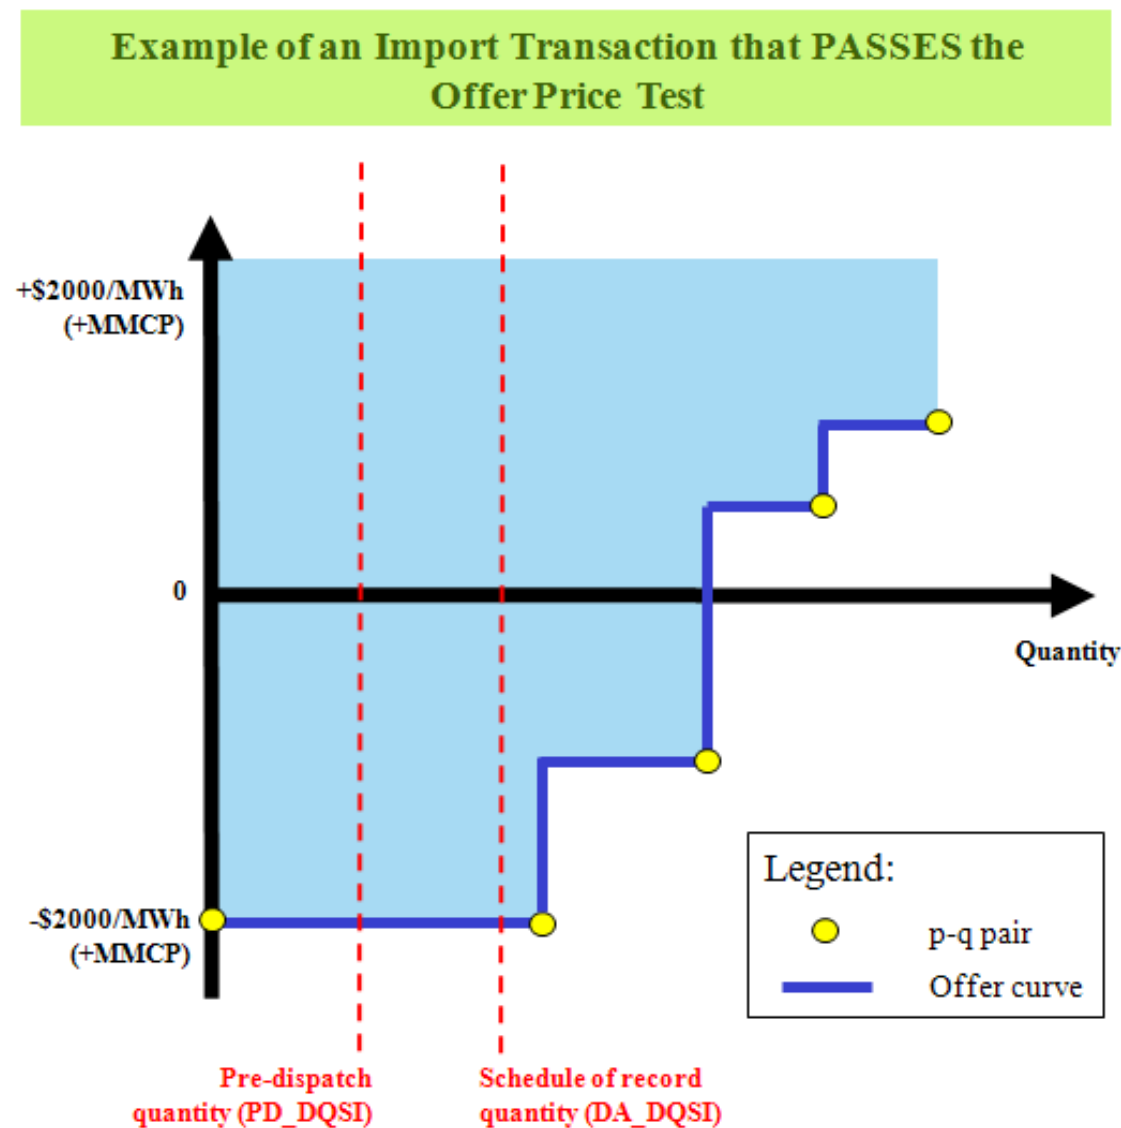 Example of an Import Transaction that PASSES the
Offer Price Test
+$2000/MWh
(+MMCP)
0
Quantity
-$2000/MWh
(+MMCP)
Legend:
p-q pair
Offer curve
Pre-dispatch
quantity (PD_DQSI)
Schedule of record
quantity (DA_DQSI)